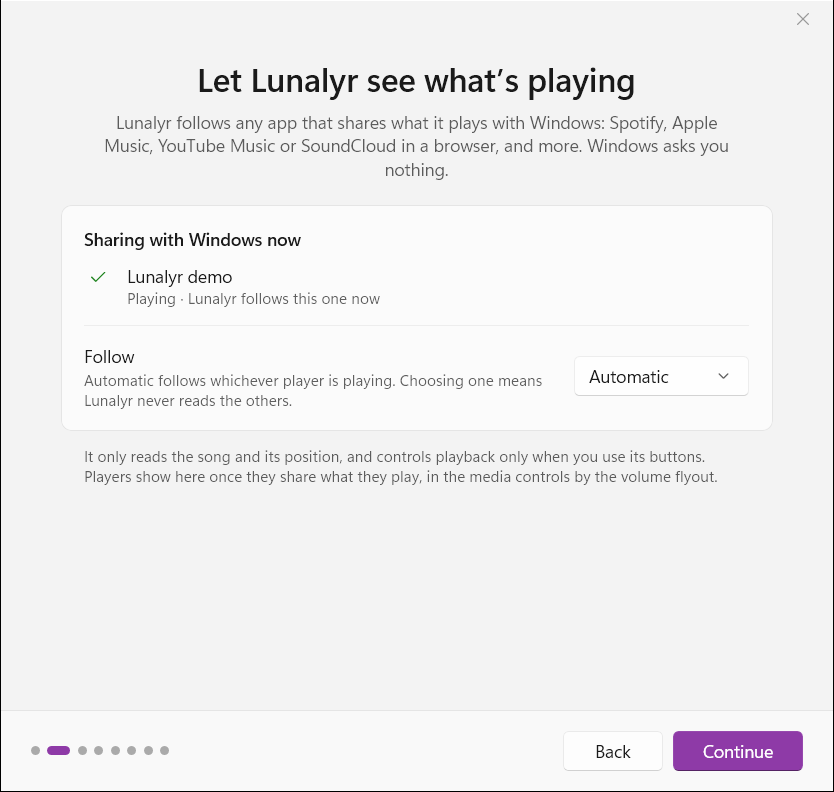 Let Lunalyr see what’s playing
Lunalyr follows any app that shares what it plays with Windows: Spotify, Apple
Music, YouTube Music or SoundCloud in a browser, and more. Windows asks you
nothing.
Sharing with Windows now
Lunalyr demo
Playing · Lunalyr follows this one now
Follow
Automatic follows whichever player is playing. Choosing one means
Lunalyr never reads the others.
Automatic
It only reads the song and its position, and controls playback only when you use its buttons.
Players show here once they share what they play, in the media controls by the volume flyout.
Back
Continue